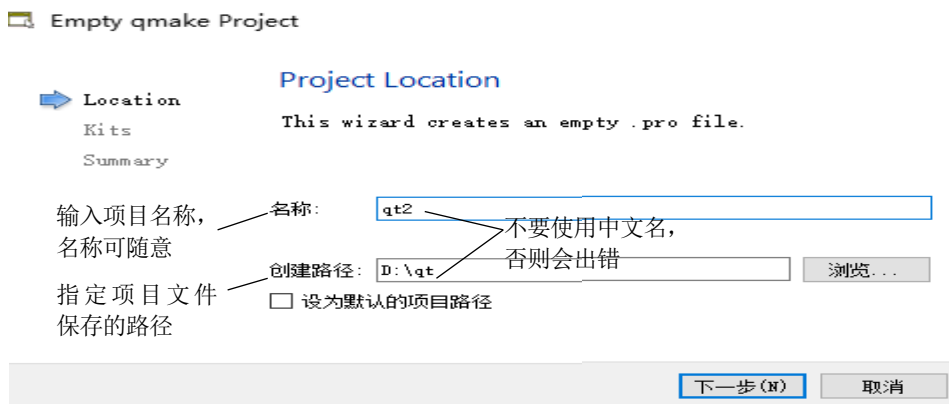 Empty qmake Project
Project Location
Location
This wizard creates an empty .pro file.
Kits
Summary
输入项目名称,
名称可随意
名称:
qt2
不要使用中文名,
否则会出错
创建路径:
D:\qt
浏览...
指定项目文件
保存的路径
设为默认的项目路径
下一步(N)
取消